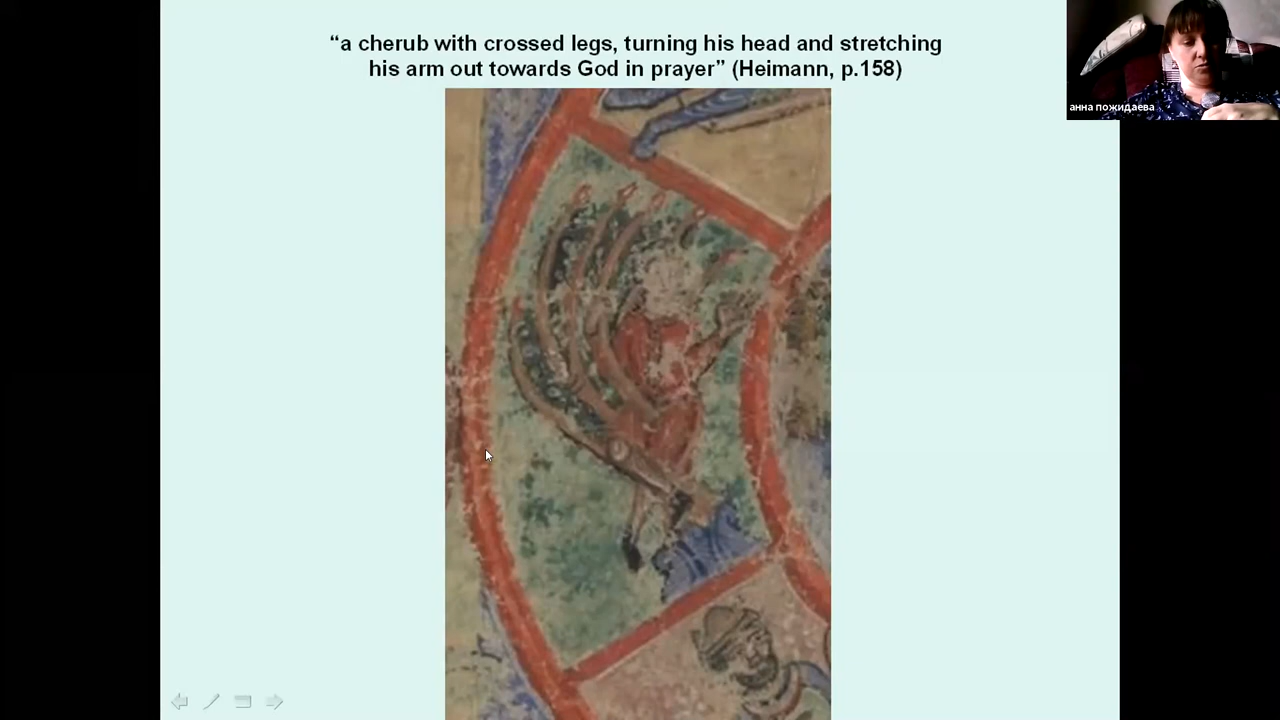 “a cherub with crossed legs, turning his head and stretching
his arm out towards God in prayer” (Heimann, p.158)
анна пожидаева